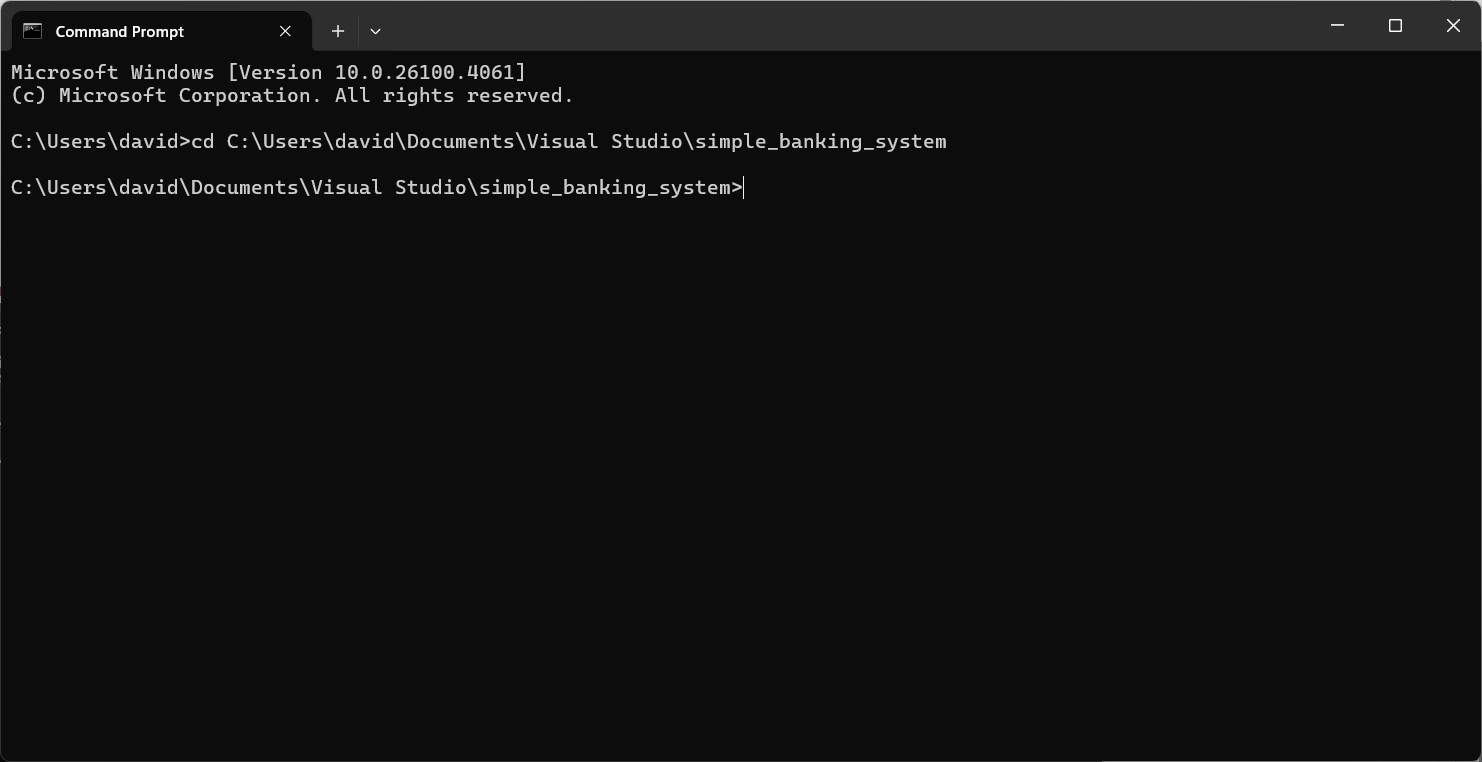 Command Prompt
Microsoft Windows [Version 10.0.26100.4061]
(c) Microsoft Corporation. All rights reserved.
C:\Users\david>cd C:\Users\david\Documents\Visual Studio\simple_banking_system
C:\Users\david\Documents\Visual Studio\simple_banking_system>